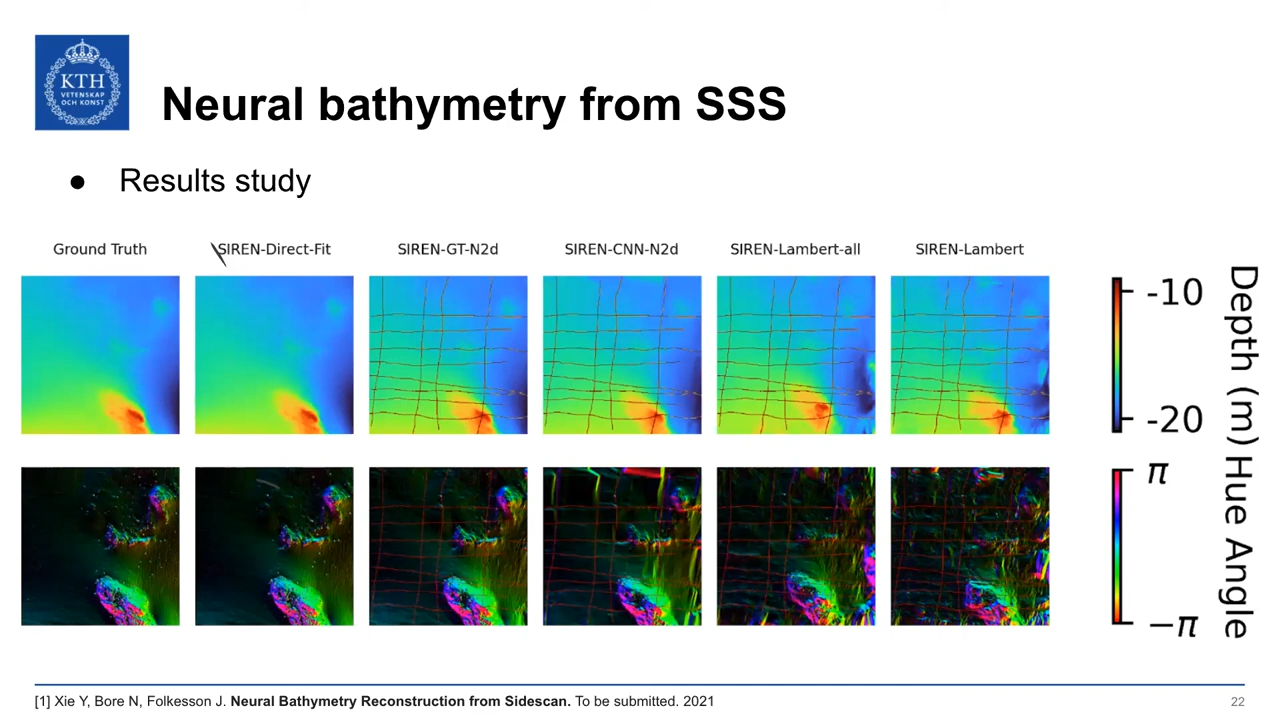 KTH
VETENSKAP
OCH KONST
Neural bathymetry from SSS
● Results study
Ground Truth
SIREN-Direct-Fit
SIREN-GT-N2d
SIREN-CNN-N2d
SIREN-Lambert-all
SIREN-Lambert
-10
-20
Depth (m)
π
−π
Hue Angle
[1] Xie Y, Bore N, Folkesson J. Neural Bathymetry Reconstruction from Sidescan. To be submitted. 2021
22